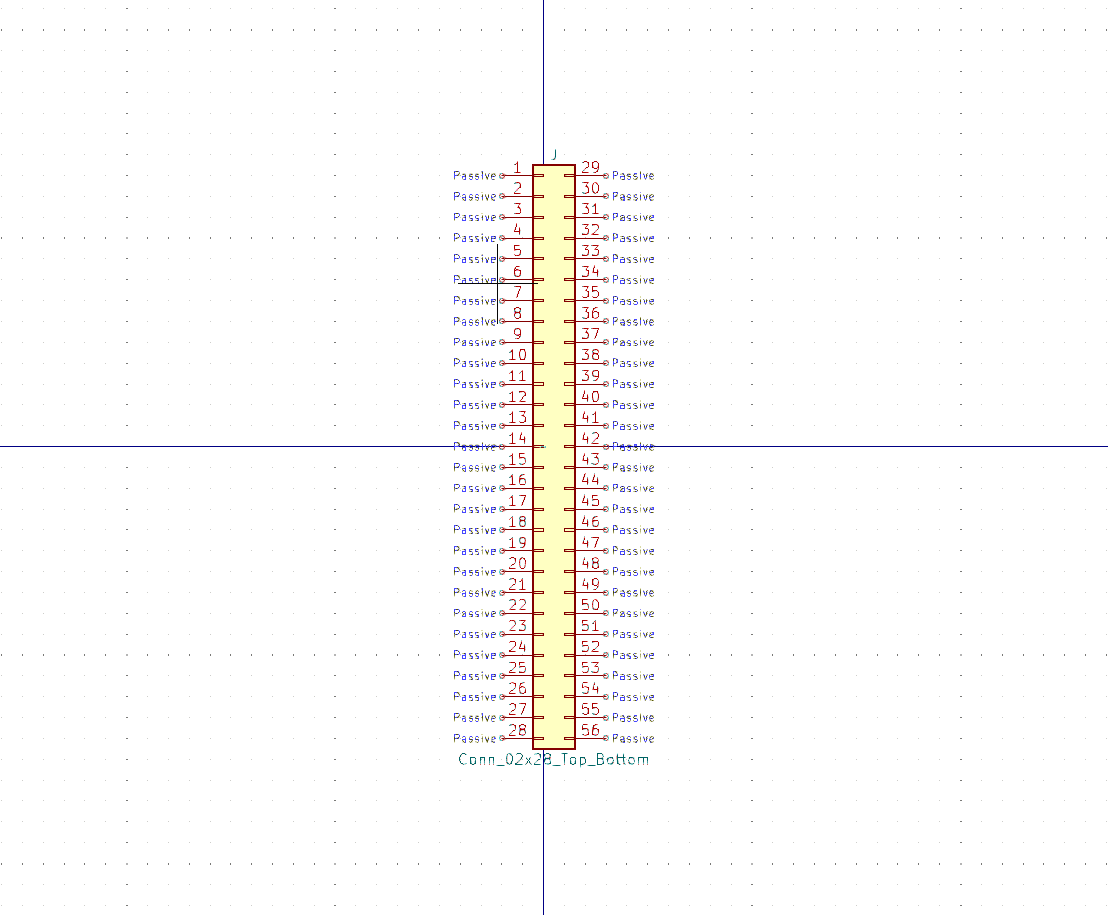 J
Passive 1 29 Passive
Passive 2 30 Passive
Passive 3 31 Passive
Passive 4 32 Passive
Passive 5 33 Passive
Passive 6 34 Passive
Passive 7 35 Passive
Passive 8 36 Passive
Passive 9 37 Passive
Passive 10 38 Passive
Passive 11 39 Passive
Passive 12 40 Passive
Passive 13 41 Passive
Passive 14 42 Passive
Passive 15 43 Passive
Passive 16 44 Passive
Passive 17 45 Passive
Passive 18 46 Passive
Passive 19 47 Passive
Passive 20 48 Passive
Passive 21 49 Passive
Passive 22 50 Passive
Passive 23 51 Passive
Passive 24 52 Passive
Passive 25 53 Passive
Passive 26 54 Passive
Passive 27 55 Passive
Passive 28 56 Passive
Conn_02x28_Top_Bottom